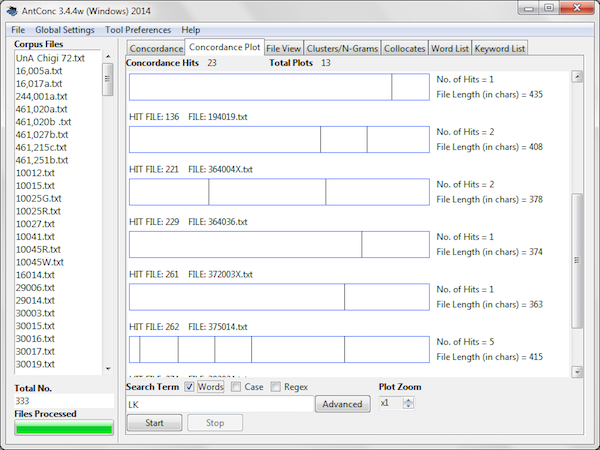 AntConc 3.4.4w (Windows) 2014
File Global Settings Tool Preferences Help
Corpus Files
UnA Chigi 72.txt
16,005a.txt
16,017a.txt
244,001a.txt
461,020a.txt
461,020b .txt
461,027b.txt
461,215c.txt
461,251b.txt
10012.txt
10015.txt
10025G.txt
10025R.txt
10027.txt
10041.txt
10045R.txt
10045W.txt
16014.txt
29006.txt
29014.txt
30003.txt
30015.txt
30016.txt
30017.txt
30019.txt
Total No.
333
Files Processed
Concordance Concordance Plot File View Clusters/N-Grams Collocates Word List Keyword List
Concordance Hits 23 Total Plots 13
No. of Hits = 1
File Length (in chars) = 435
HIT FILE: 136 FILE: 194019.txt
No. of Hits = 2
File Length (in chars) = 408
HIT FILE: 221 FILE: 364004X.txt
No. of Hits = 2
File Length (in chars) = 378
HIT FILE: 229 FILE: 364036.txt
No. of Hits = 1
File Length (in chars) = 374
HIT FILE: 261 FILE: 372003X.txt
No. of Hits = 1
File Length (in chars) = 363
HIT FILE: 262 FILE: 375014.txt
No. of Hits = 5
File Length (in chars) = 415
Search Term Words Case Regex Plot Zoom
LK Advanced x1
Start Stop